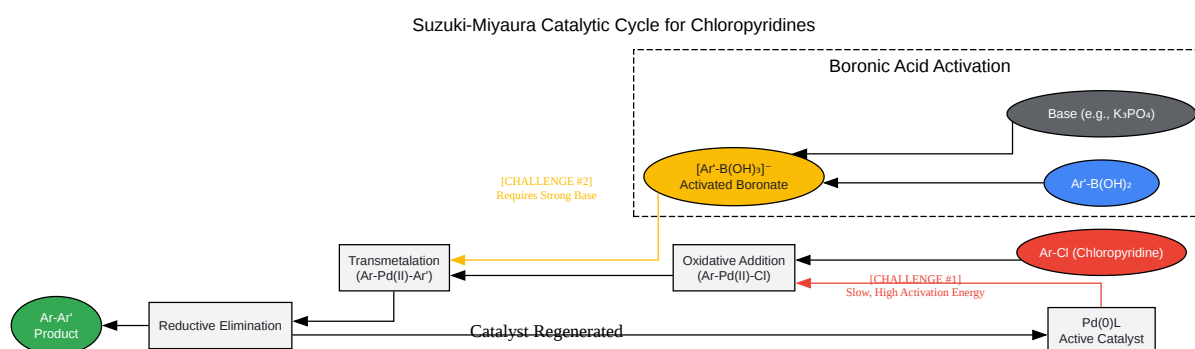 Suzuki-Miyaura Catalytic Cycle for Chloropyridines
Boronic Acid Activation
Base (e.g., K₃PO₄)
[Ar'-B(OH)₃]⁻
Activated Boronate
Ar'-B(OH)₂
[CHALLENGE #2]
Requires Strong Base
Ar-Cl (Chloropyridine)
Transmetalation
(Ar-Pd(II)-Ar')
Oxidative Addition
(Ar-Pd(II)-Cl)
[CHALLENGE #1]
Slow, High Activation Energy
Ar-Ar'
Product
Reductive Elimination
Catalyst Regenerated
Pd(0)L
Active Catalyst